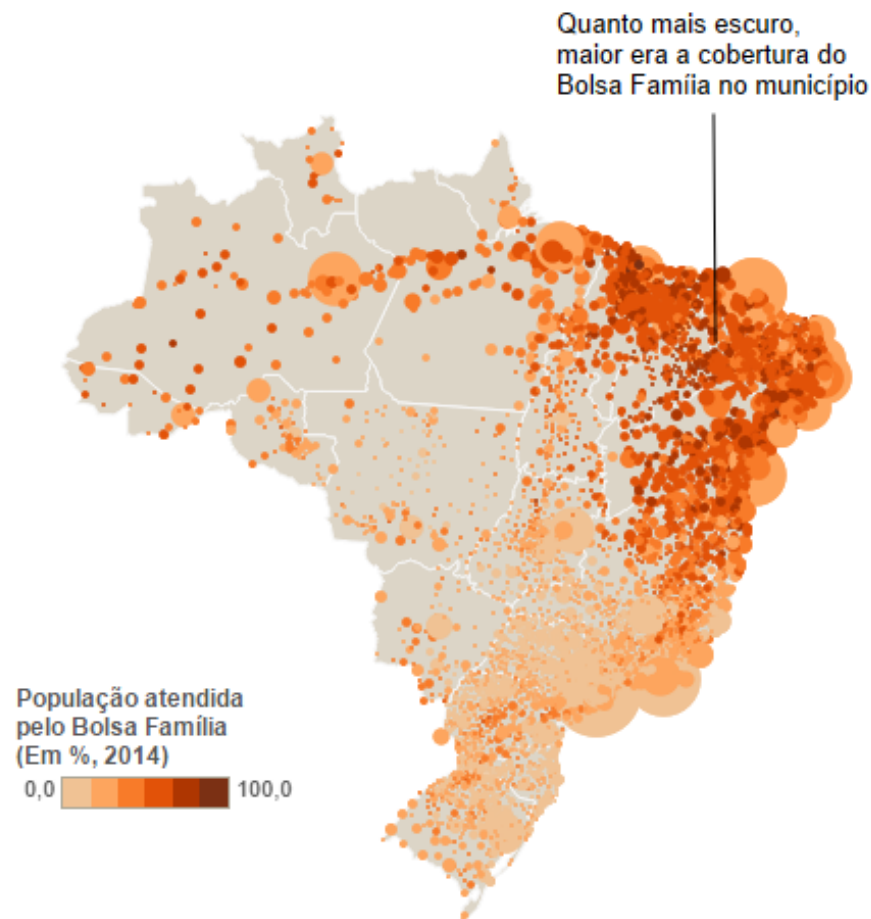 Quanto mais escuro,
maior era a cobertura do
Bolsa Famíia no município
População atendida
pelo Bolsa Família
(Em %, 2014)
0,0 100,0